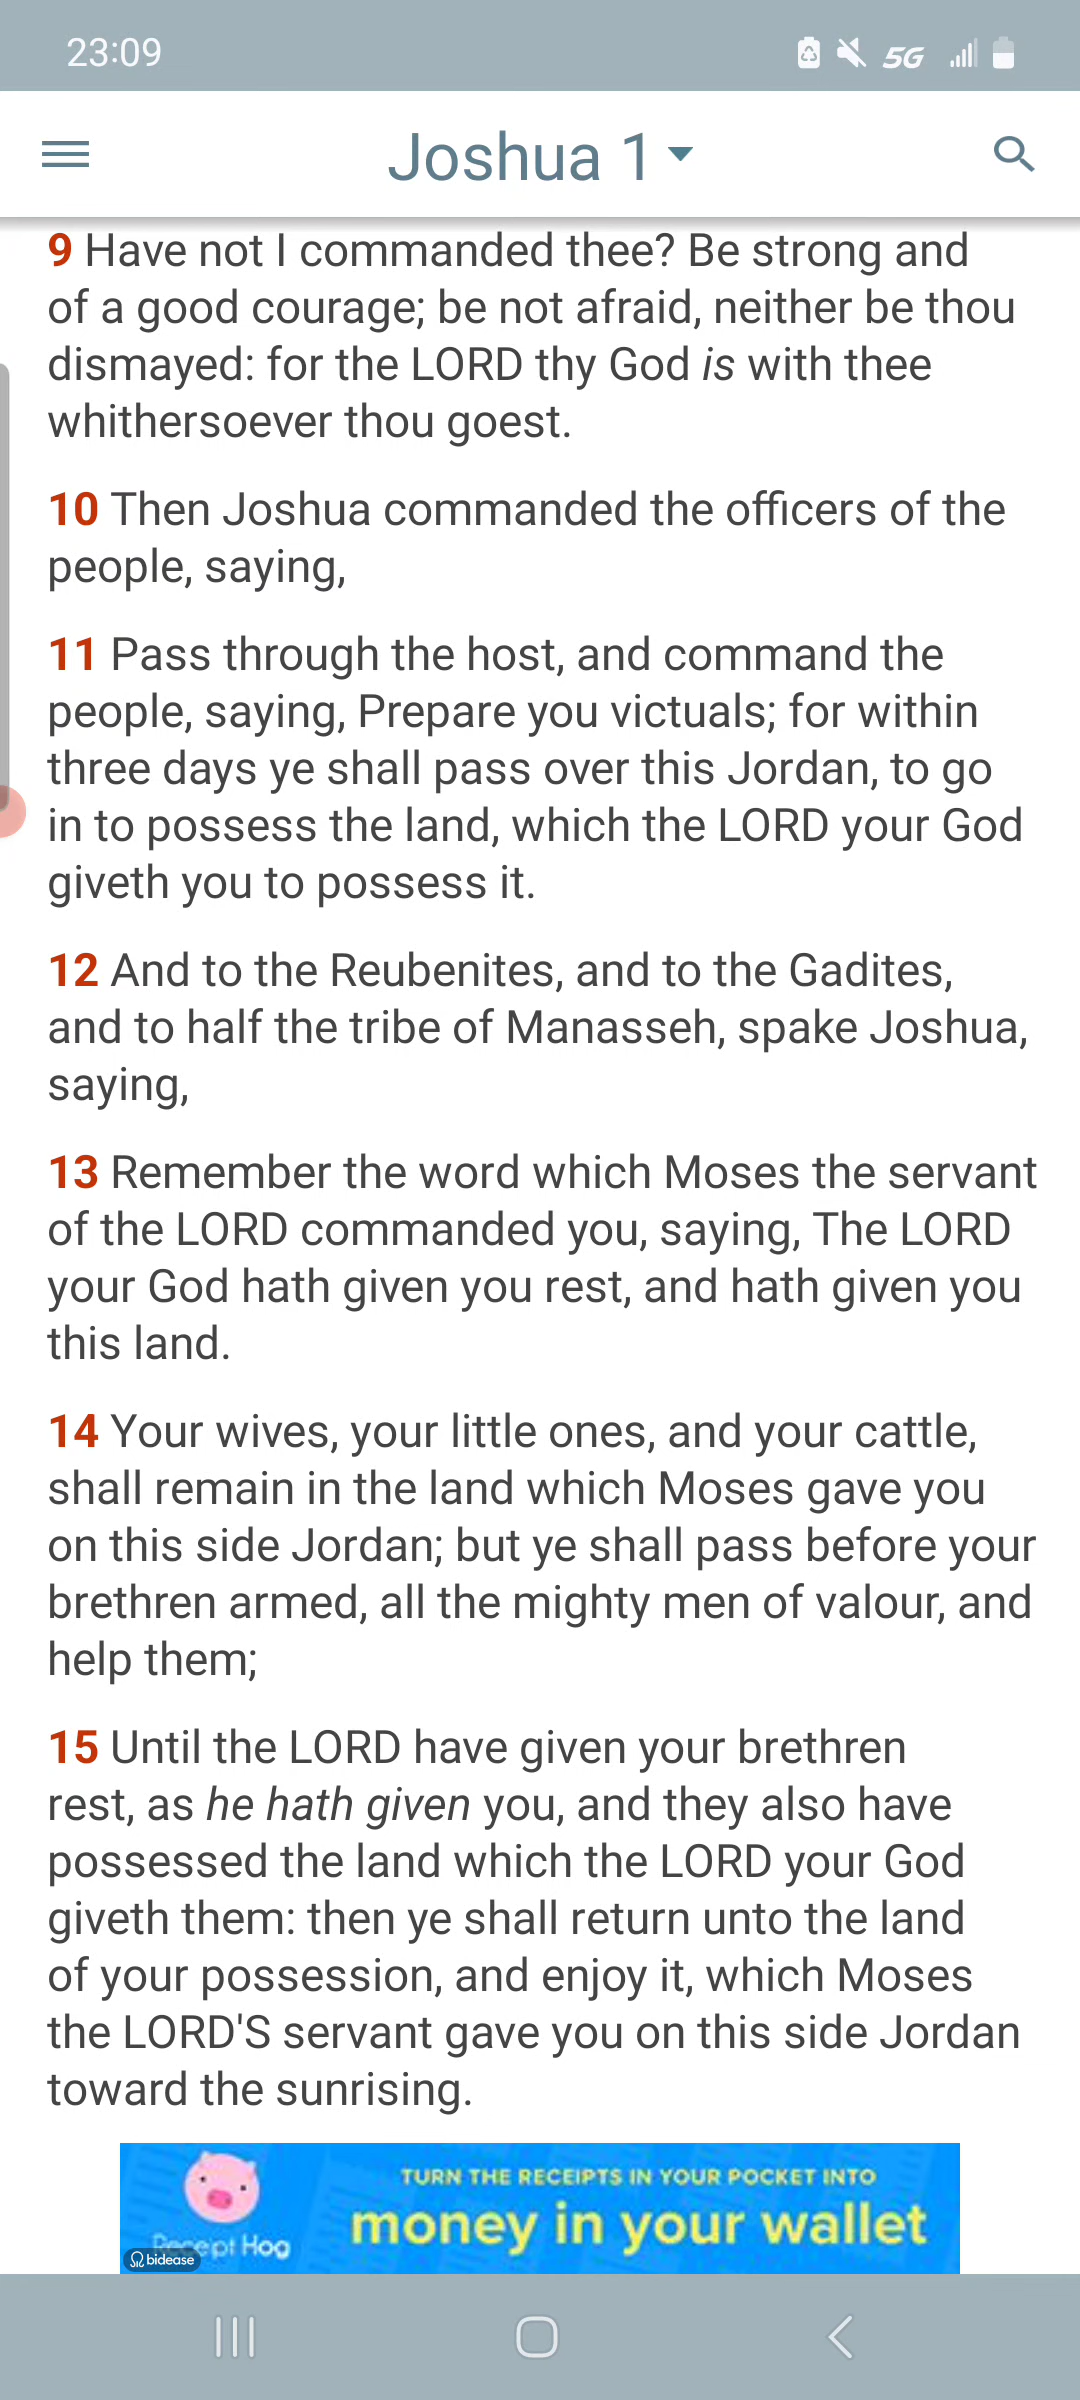 23:09
5G
Joshua 1
9 Have not I commanded thee? Be strong and
of a good courage; be not afraid, neither be thou
dismayed: for the LORD thy God is with thee
whithersoever thou goest.
10 Then Joshua commanded the officers of the
people, saying,
11 Pass through the host, and command the
people, saying, Prepare you victuals; for within
three days ye shall pass over this Jordan, to go
in to possess the land, which the LORD your God
giveth you to possess it.
12 And to the Reubenites, and to the Gadites,
and to half the tribe of Manasseh, spake Joshua,
saying,
13 Remember the word which Moses the servant
of the LORD commanded you, saying, The LORD
your God hath given you rest, and hath given you
this land.
14 Your wives, your little ones, and your cattle,
shall remain in the land which Moses gave you
on this side Jordan; but ye shall pass before your
brethren armed, all the mighty men of valour, and
help them;
15 Until the LORD have given your brethren
rest, as he hath given you, and they also have
possessed the land which the LORD your God
giveth them: then ye shall return unto the land
of your possession, and enjoy it, which Moses
the LORD'S servant gave you on this side Jordan
toward the sunrising.
TURN THE RECEIPTS IN YOUR POCKET INTO
money in your wallet
Receipt Hog
bidease